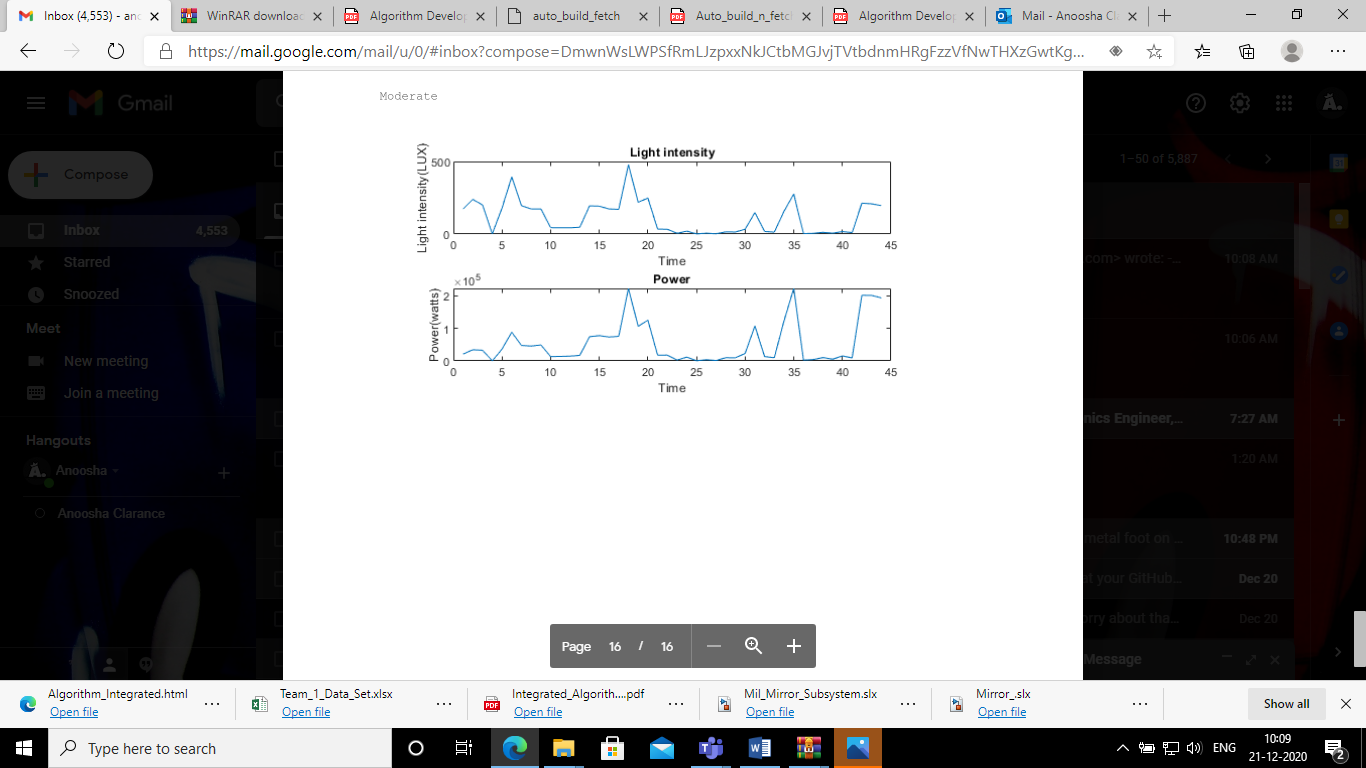 Inbox (4,553) - ano
WinRAR downloac
Algorithm Develop
auto_build_fetch
Auto_build_n_fetc
Algorithm Develop
Mail - Anoosha Cl
https://mail.google.com/mail/u/0/#inbox?compose=DmwnWsLWPSfRmLJzpxxNkJCtbMGJvjTVtbdnmHRgFzzVfNwTHXzGwtKg...
Gmail
Compose
Inbox 4,553
Starred
Snoozed
Meet
New meeting
Join a meeting
Hangouts
Anoosha
Anoosha Clarance
Moderate
Light intensity
Light intensity(LUX)
500
0
0 5 10 15 20 25 30 35 40 45
Time
Power
×10^5
Power(watts)
2
1
0
0 5 10 15 20 25 30 35 40 45
Time
Page 16 / 16
1–50 of 5,887
.com> wrote: -... 10:08 AM
10:06 AM
nics Engineer,... 7:27 AM
1:20 AM
metal foot on ... 10:48 PM
at your GitHub... Dec 20
orry about tha... Dec 20
Message
Algorithm_Integrated.html
Open file
Team_1_Data_Set.xlsx
Open file
Integrated_Algorith....pdf
Open file
Mil_Mirror_Subsystem.slx
Open file
Mirror_.slx
Open file
Show all
Type here to search
ENG
10:09
21-12-2020
2